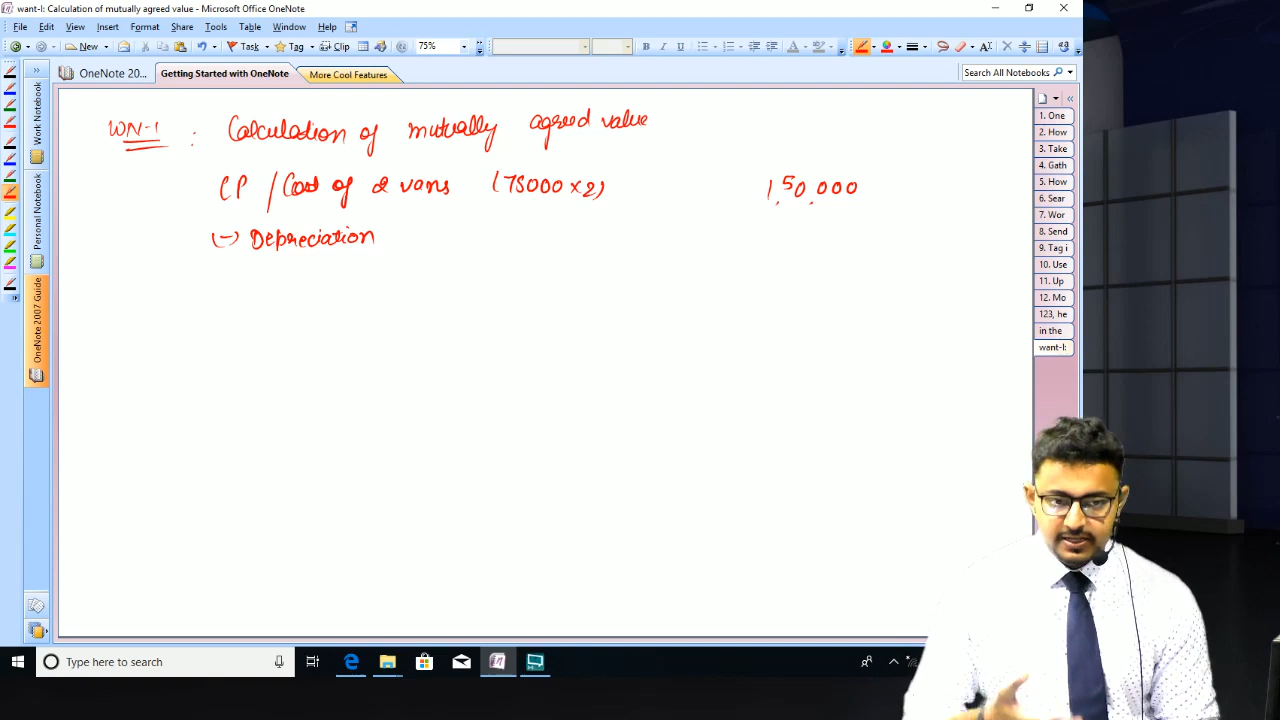 want-l: Calculation of mutually agreed value - Microsoft Office OneNote
File Edit View Insert Format Share Tools Table Window Help
New Task Tag Clip 75% B I U
OneNote 20... Getting Started with OneNote More Cool Features Search All Notebooks
Work Notebook
Personal Notebook
OneNote 2007 Guide
WN-1 : Calculation of mutually agreed value
CP / Cost of 2 vans (75000 × 2) 1,50,000
(-) Depreciation
1. One
2. How
3. Take
4. Gath
5. How
6. Sear
7. Wor
8. Send
9. Tag i
10. Use
11. Up
12. Mo
123, he
in the
want-l:
Type here to search